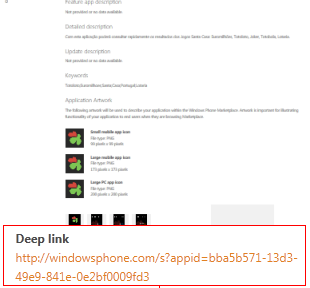 Feature app description
Not provided or no data available
Detailed description
Com esta aplicação poderá consultar rapidamente os resultados dos Jogos Santa Casa: Euromilhões, Totoloto, Joker, Totobola, Loteria
Update description
Not provided or no data available
Keywords
Totoloto;Euromilhoes;Santa;Casa;Portugal;Loteria
Application Artwork
The following artwork will be used to describe your application within the Windows Phone Marketplace. Artwork is important for illustrating
functionality of your application to end users when they are browsing Marketplace.
Small mobile app icon
File type: PNG
99 pixels x 99 pixels
Large mobile app icon
File type: PNG
173 pixels x 173 pixels
Large PC app icon
File type: PNG
200 pixels x 200 pixels
Deep link
http://windowsphone.com/s?appid=bba5b571-13d3-
49e9-841e-0e2bf0009fd3